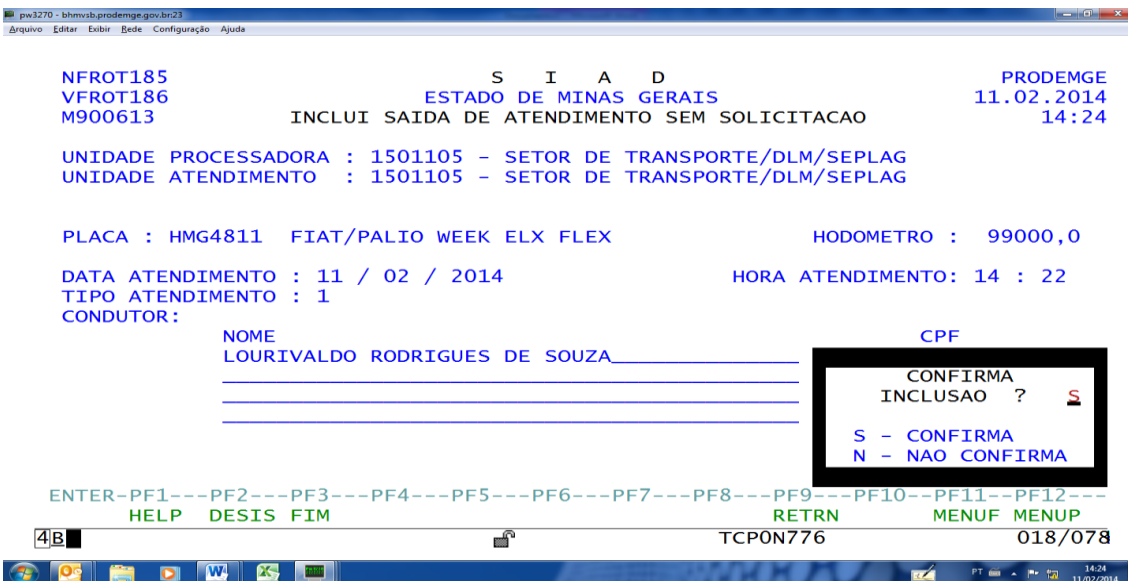 pw3270 - bhmvsb.prodemge.gov.br:23
Arquivo Editar Exibir Rede Configuração Ajuda
NFROT185 S I A D PRODEMGE
VFROT186 ESTADO DE MINAS GERAIS 11.02.2014
M900613 INCLUI SAIDA DE ATENDIMENTO SEM SOLICITACAO 14:24
UNIDADE PROCESSADORA : 1501105 - SETOR DE TRANSPORTE/DLM/SEPLAG
UNIDADE ATENDIMENTO : 1501105 - SETOR DE TRANSPORTE/DLM/SEPLAG
PLACA : HMG4811 FIAT/PALIO WEEK ELX FLEX HODOMETRO : 99000,0
DATA ATENDIMENTO : 11 / 02 / 2014 HORA ATENDIMENTO: 14 : 22
TIPO ATENDIMENTO : 1
CONDUTOR:
NOME CPF
LOURIVALDO RODRIGUES DE SOUZA
CONFIRMA
INCLUSAO ? S
S - CONFIRMA
N - NAO CONFIRMA
ENTER-PF1---PF2---PF3---PF4---PF5---PF6---PF7---PF8---PF9---PF10--PF11--PF12---
HELP DESIS FIM RETRN MENUF MENUP
4B TCP0N776 018/078
PT 14:24
11/02/2014